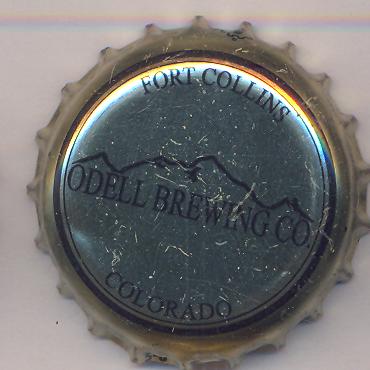 FORT COLLINS
ODELL BREWING CO.
COLORADO